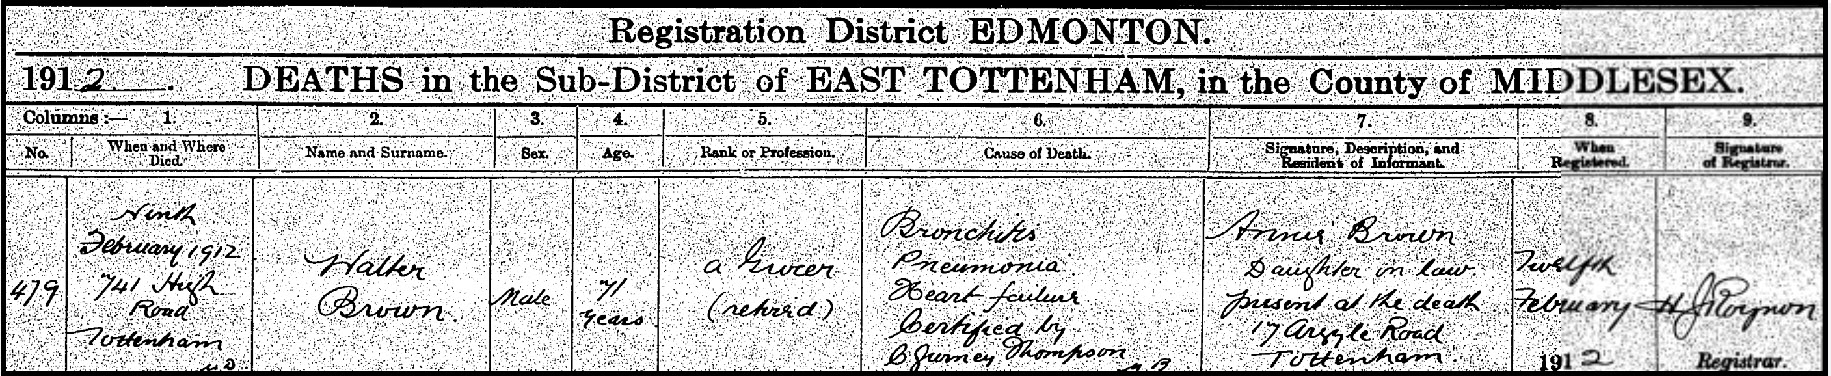 Registration District EDMONTON.
1912. DEATHS in the Sub-District of EAST TOTTENHAM, in the County of MIDDLESEX.
Columns :— 1. 2. 3. 4. 5. 6. 7. 8. 9.
No. When and Where Died. Name and Surname. Sex. Age. Rank or Profession. Cause of Death. Signature, Description, and Resident of Informant. When Registered. Signature of Registrar.
479
Ninth
February 1912
741 High
Road
Tottenham
Walter
Brown.
Male
71
years
a Grocer
(retired)
Bronchitis
Pneumonia
Heart failure
Certified by
C Gurney Thompson
Annie Brown
Daughter in law
present at the death
17 Argyle Road
Tottenham.
Twelfth
February
1912
Registrar.